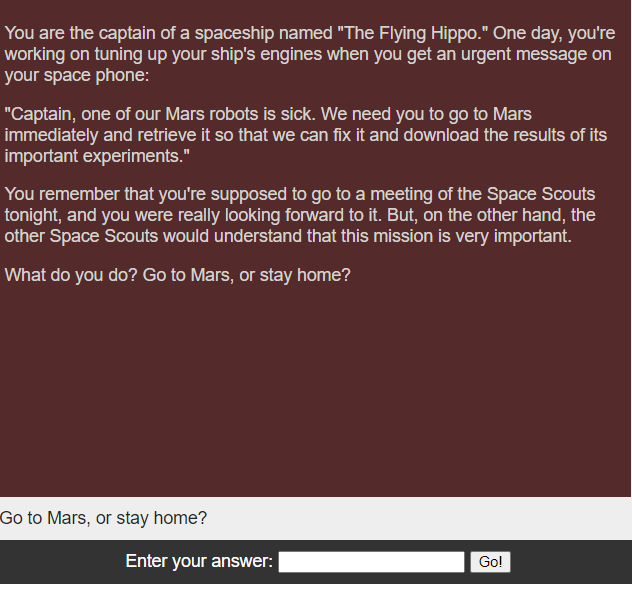 You are the captain of a spaceship named "The Flying Hippo." One day, you're
working on tuning up your ship's engines when you get an urgent message on
your space phone:
"Captain, one of our Mars robots is sick. We need you to go to Mars
immediately and retrieve it so that we can fix it and download the results of its
important experiments."
You remember that you're supposed to go to a meeting of the Space Scouts
tonight, and you were really looking forward to it. But, on the other hand, the
other Space Scouts would understand that this mission is very important.
What do you do? Go to Mars, or stay home?
Go to Mars, or stay home?
Enter your answer: Go!